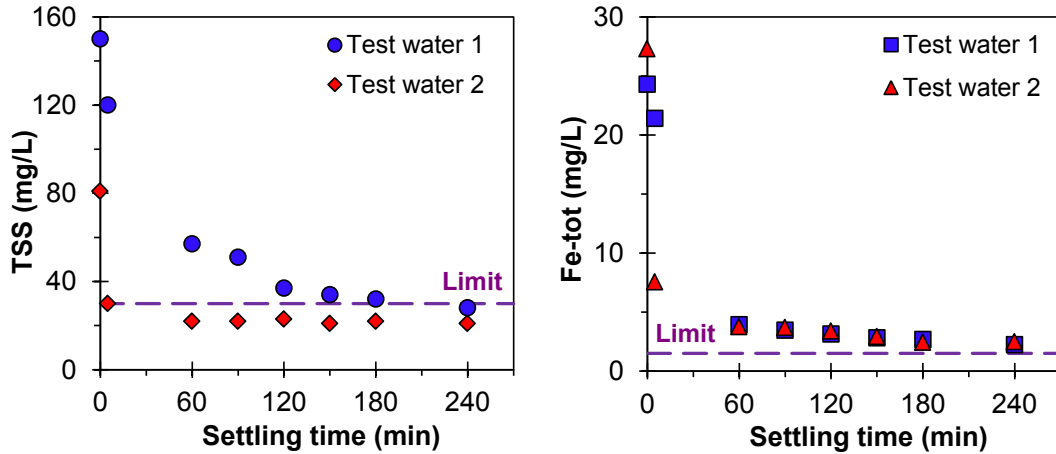 TSS (mg/L)
160
120
80
40
0
Test water 1
Test water 2
Limit
0 60 120 180 240
Settling time (min)
Fe-tot (mg/L)
30
20
10
0
Test water 1
Test water 2
Limit
0 60 120 180 240
Settling time (min)